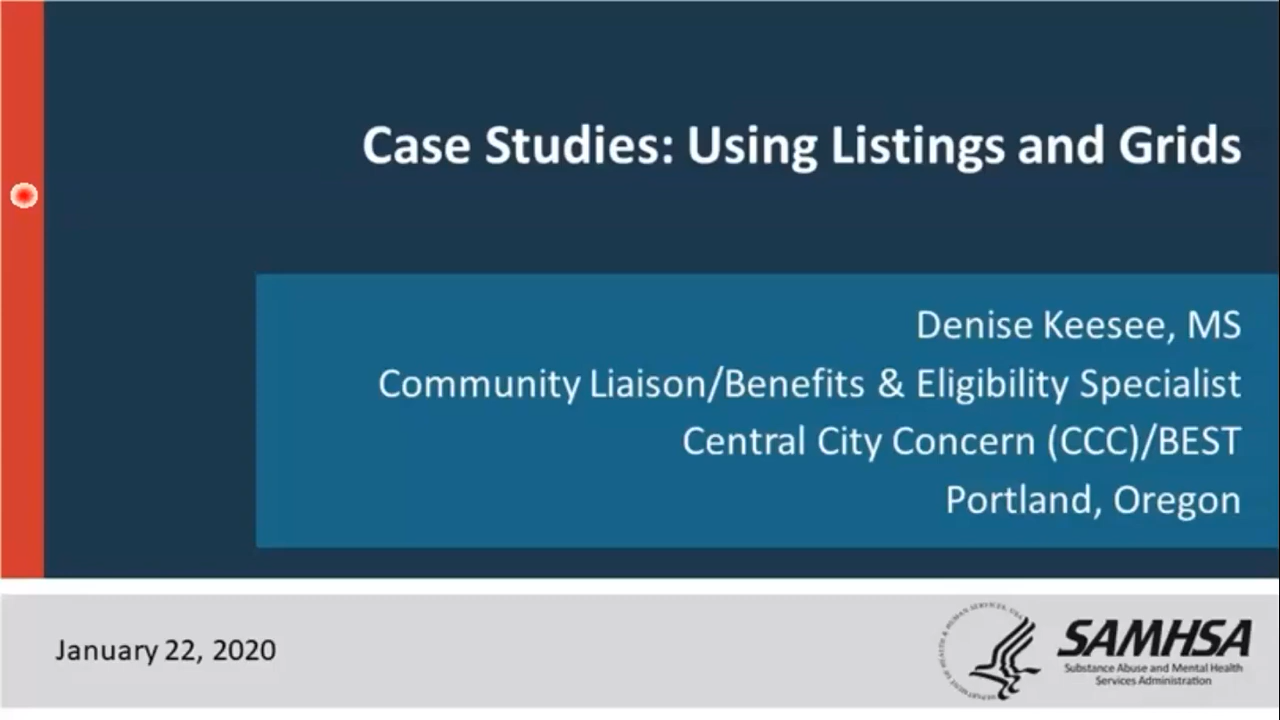 Case Studies: Using Listings and Grids
Denise Keesee, MS
Community Liaison/Benefits & Eligibility Specialist
Central City Concern (CCC)/BEST
Portland, Oregon
January 22, 2020
SAMHSA
Substance Abuse and Mental Health
Services Administration